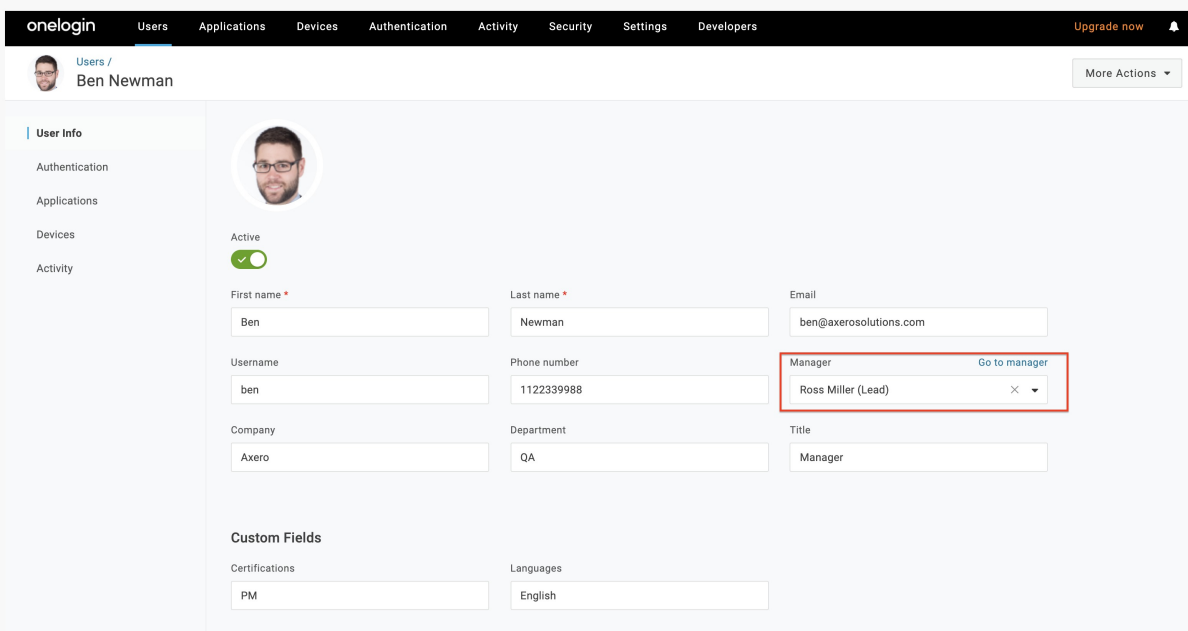 onelogin Users Applications Devices Authentication Activity Security Settings Developers Upgrade now
Users /
Ben Newman
More Actions
User Info
Authentication
Applications
Devices
Activity
Active
First name * Last name * Email
Ben Newman ben@axerosolutions.com
Username Phone number Manager Go to manager
ben 1122339988 Ross Miller (Lead)
Company Department Title
Axero QA Manager
Custom Fields
Certifications Languages
PM English